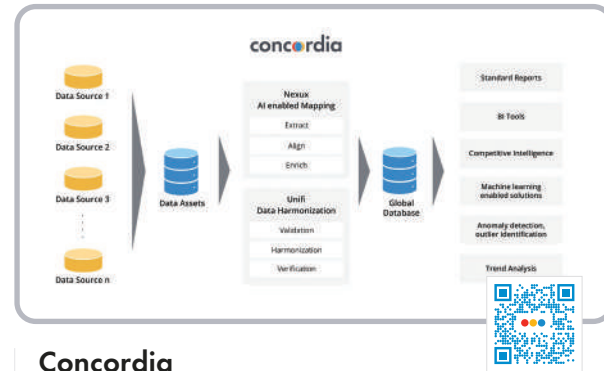 concordia
Data Source 1
Data Source 2
Data Source 3
Data Source n
Data Assets
Nexux
AI enabled Mapping
Extract
Align
Enrich
Unifi
Data Harmonization
Validation
Harmonization
Verification
Global
Database
Standard Reports
BI Tools
Competitive Intelligence
Machine learning
enabled solutions
Anomaly detection,
outlier identification
Trend Analysis
Concordia